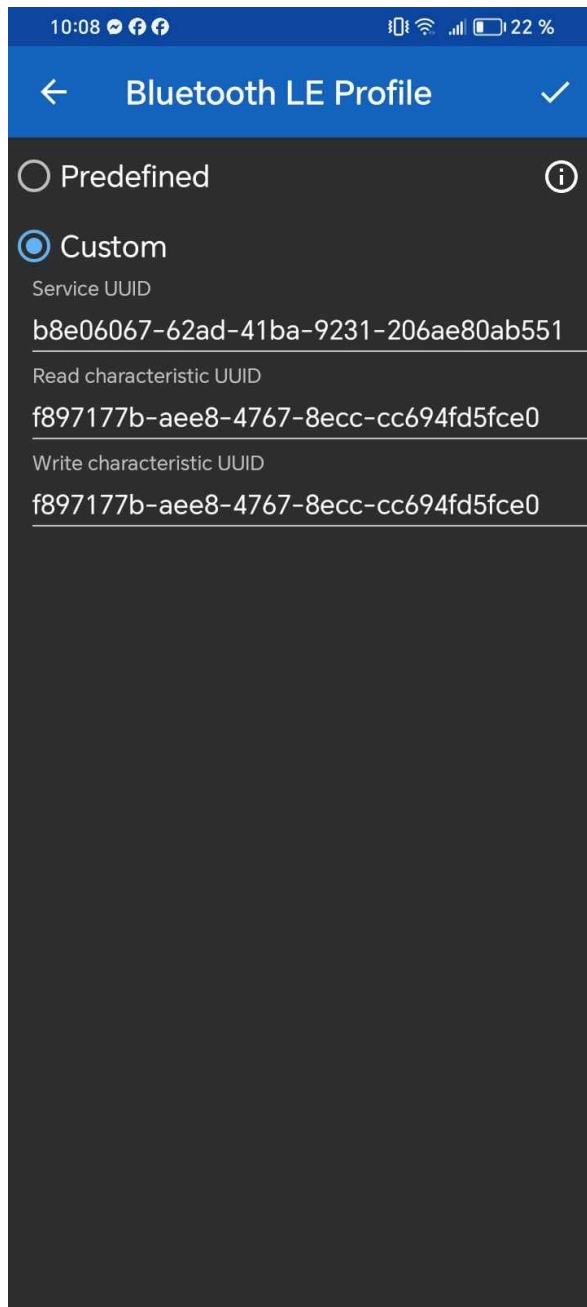 10:08 22 %
Bluetooth LE Profile
Predefined
Custom
Service UUID
b8e06067-62ad-41ba-9231-206ae80ab551
Read characteristic UUID
f897177b-aee8-4767-8ecc-cc694fd5fce0
Write characteristic UUID
f897177b-aee8-4767-8ecc-cc694fd5fce0